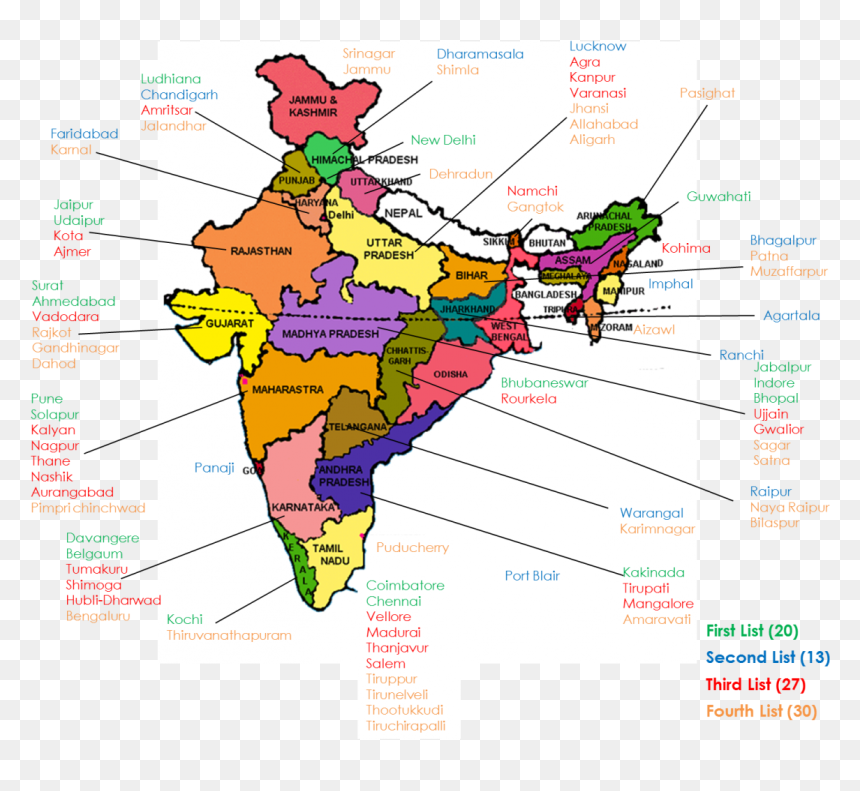 Srinagar
Jammu
Dharamasala
Shimla
Lucknow
Agra
Kanpur
Varanasi
Jhansi
Allahabad
Aligarh
Ludhiana
Chandigarh
Amritsar
Jalandhar
Pasighat
Faridabad
Karnal
New Delhi
Dehradun
Namchi
Gangtok
Guwahati
Kohima
Bhagalpur
Patna
Muzaffarpur
Imphal
Agartala
Aizawl
Ranchi
Jaipur
Udaipur
Kota
Ajmer
Surat
Ahmedabad
Vadodara
Rajkot
Gandhinagar
Dahod
Jabalpur
Indore
Bhopal
Ujjain
Gwalior
Sagar
Satna
Bhubaneswar
Rourkela
Pune
Solapur
Kalyan
Nagpur
Thane
Nashik
Aurangabad
Pimprichinchwad
Panaji
Raipur
Naya Raipur
Bilaspur
Warangal
Karimnagar
Davangere
Belgaum
Tumakuru
Shimoga
Hubli-Dharwad
Bengaluru
Puducherry
Port Blair
Kakinada
Tirupati
Mangalore
Amaravati
Kochi
Thiruvanathapuram
Coimbatore
Chennai
Vellore
Madurai
Thanjavur
Salem
Tiruppur
Tirunelveli
Thootukkudi
Tiruchirapalli
First List (20)
Second List (13)
Third List (27)
Fourth List (30)
JAMMU &
KASHMIR
HIMACHAL PRADESH
PUNJAB
UTTARKHAND
HARYANA
Delhi
NEPAL
RAJASTHAN
UTTAR
PRADESH
SIKKIM
BHUTAN
ARUNACHAL
PRADESH
ASSAM
NAGALAND
MEGHALAYA
BIHAR
MANIPUR
BANGLADESH
TRIPURA
MIZORAM
GUJARAT
MADHYA PRADESH
JHARKHAND
WEST
BENGAL
CHHATTIS-
GARH
ODISHA
MAHARASTRA
TELANGANA
GOA
ANDHRA
PRADESH
KARNATAKA
KERALA
TAMIL
NADU